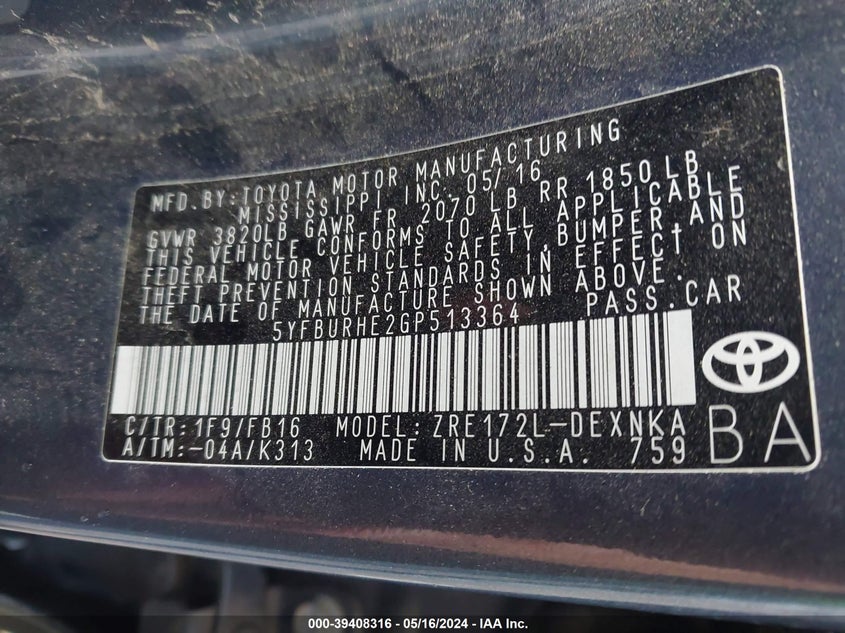 MFD. BY: TOYOTA MOTOR MANUFACTURING
MISSISSIPPI INC. 05/16
GVWR 3820LB GAWR FR 2070 LB RR 1850LB
THIS VEHICLE CONFORMS TO ALL APPLICABLE
FEDERAL MOTOR VEHICLE SAFETY, BUMPER, AND
THEFT PREVENTION STANDARDS IN EFFECT ON
THE DATE OF MANUFACTURE SHOWN ABOVE.
5YFBURHE2GP513364 PASS.CAR
C/TR: 1F9/FB16 MODEL: ZRE172L-DEXNKA
A/TM: -04A/K313 MADE IN U.S.A. 759
BA
000-39408316 - 05/16/2024 - IAA Inc.